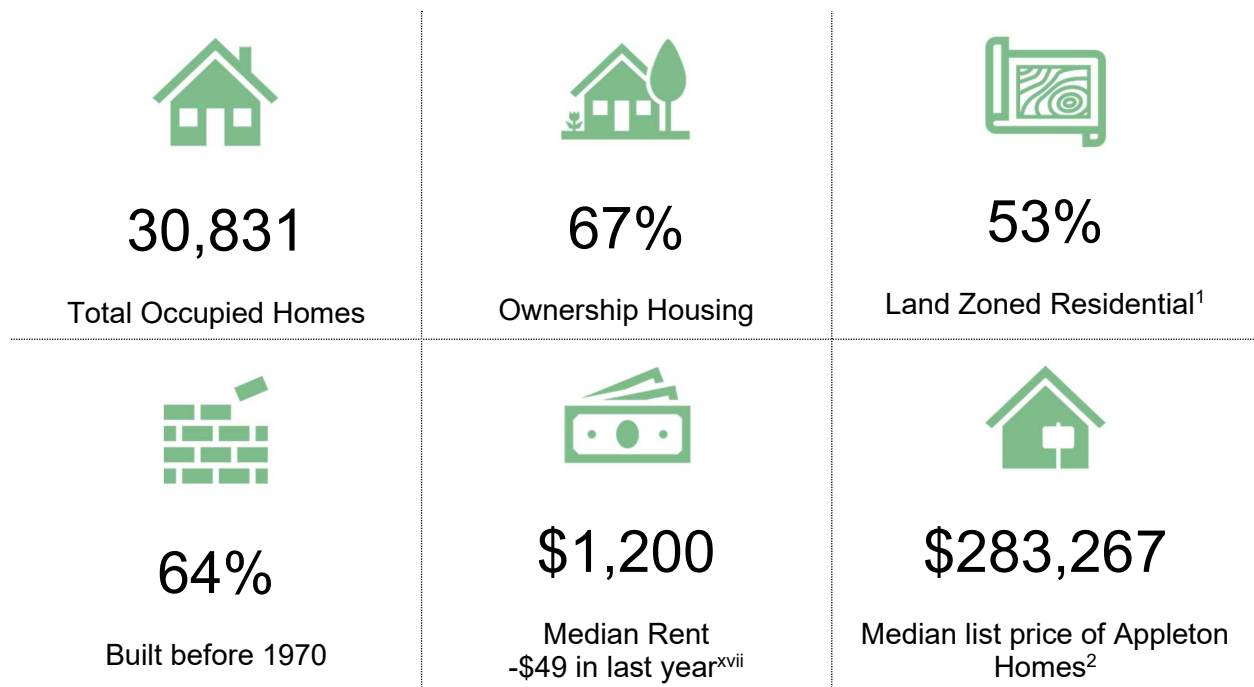 30,831
Total Occupied Homes
67%
Ownership Housing
53%
Land Zoned Residential¹
64%
Built before 1970
$1,200
Median Rent
-$49 in last yearˣᵛⁱⁱ
$283,267
Median list price of Appleton
Homes²